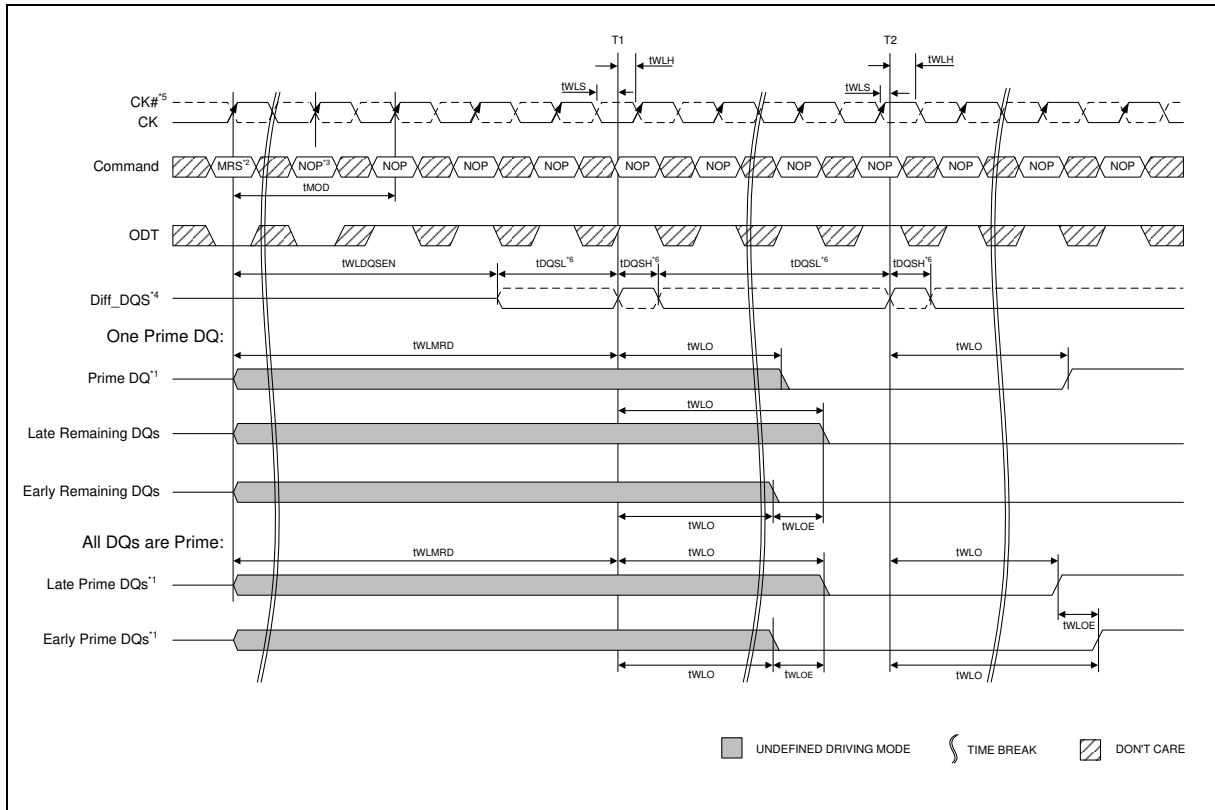 T1 T2
tWLH tWLH
tWLS tWLS
CK#*5
CK
Command MRS*2 NOP*3 NOP NOP NOP NOP NOP NOP NOP NOP NOP NOP
tMOD
ODT
tWLDQSEN tDQSL*6 tDQSH*6 tDQSL*6 tDQSH*6
Diff_DQS*4
One Prime DQ:
tWLMRD tWLO tWLO
Prime DQ*1
tWLO
Late Remaining DQs
Early Remaining DQs
tWLO tWLOE
All DQs are Prime:
tWLMRD tWLO tWLO
Late Prime DQs*1
tWLOE
Early Prime DQs*1
tWLO tWLOE tWLO
UNDEFINED DRIVING MODE TIME BREAK DON'T CARE